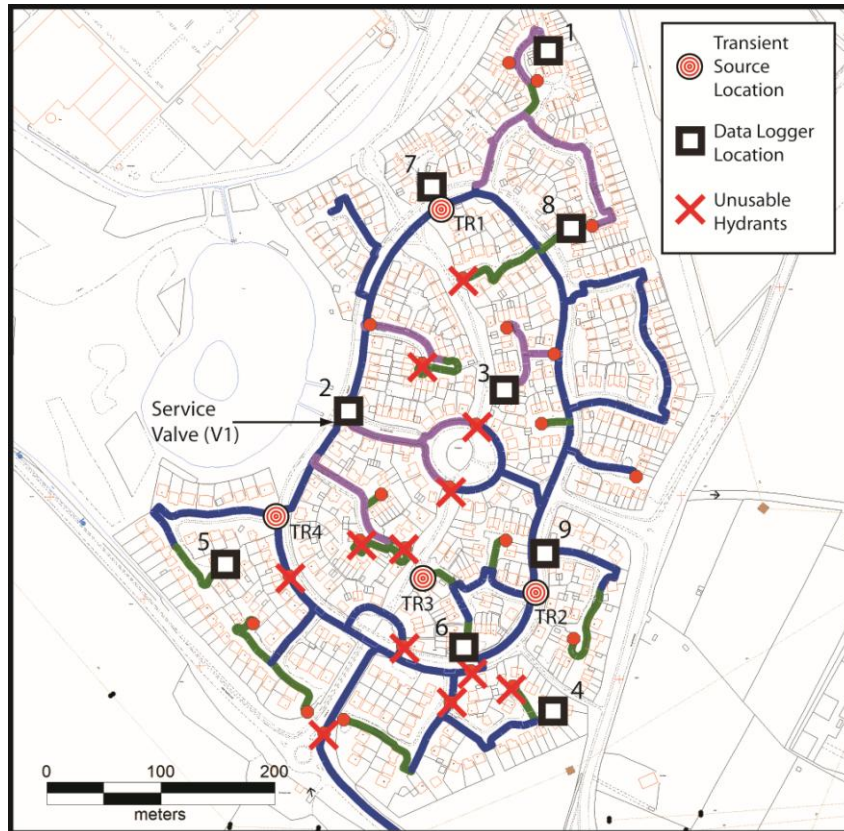 1
7
TR1
8
3
2
Service
Valve (V1)
TR4
5
9
TR3
TR2
6
4
Transient
Source
Location
Data Logger
Location
Unusable
Hydrants
0 100 200
meters